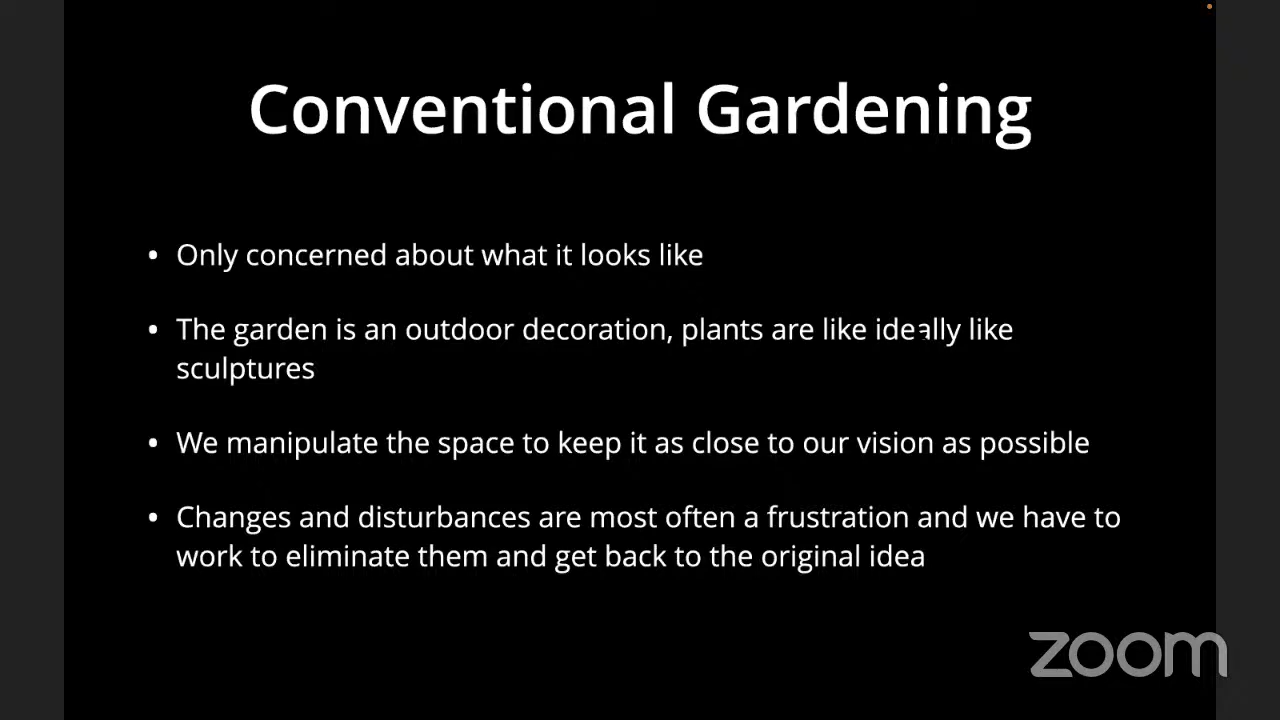 Conventional Gardening
• Only concerned about what it looks like
• The garden is an outdoor decoration, plants are like ideally like
sculptures
• We manipulate the space to keep it as close to our vision as possible
• Changes and disturbances are most often a frustration and we have to
work to eliminate them and get back to the original idea
zoom